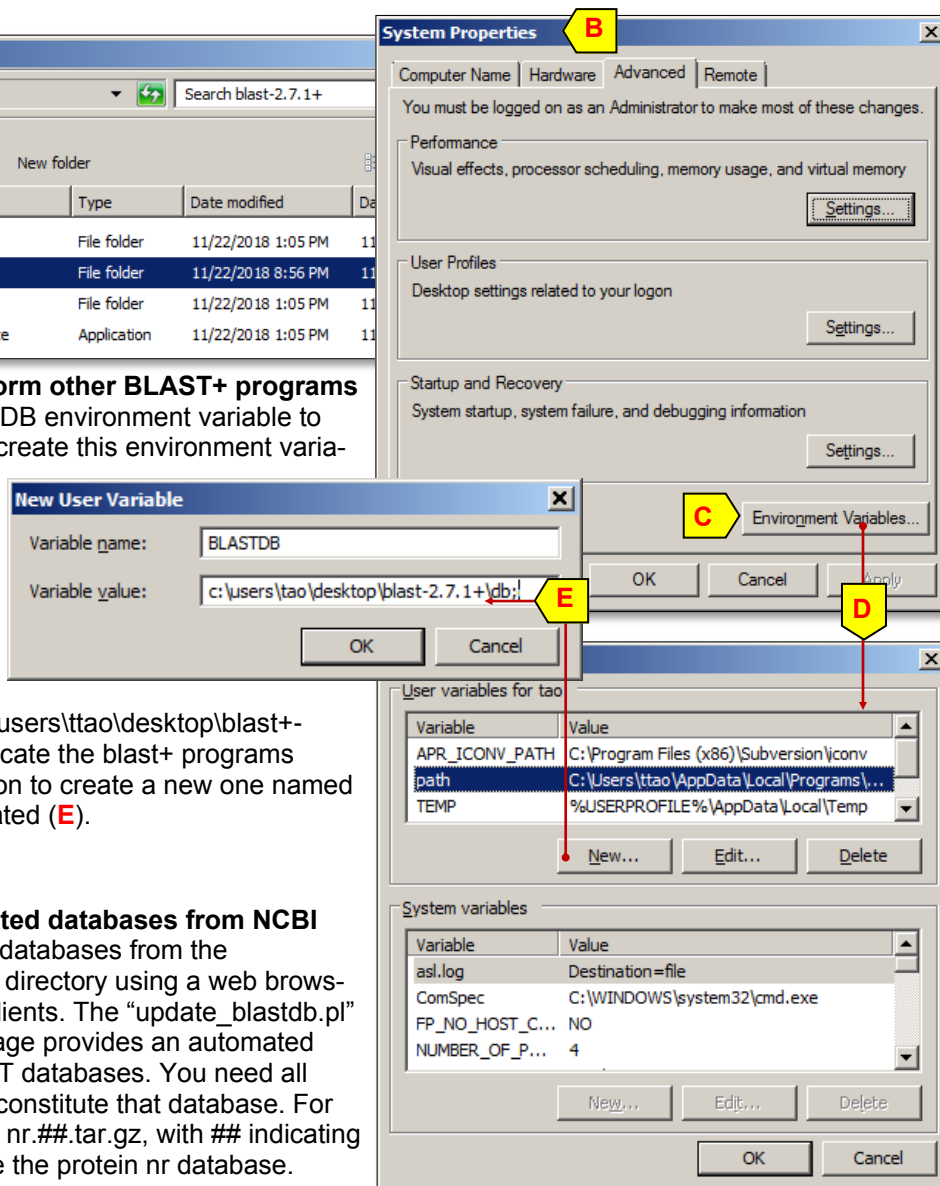 System Properties
B
Computer Name
Hardware
Advanced
Remote
You must be logged on as an Administrator to make most of these changes.
Performance
Visual effects, processor scheduling, memory usage, and virtual memory
Settings...
User Profiles
Desktop settings related to your logon
Settings...
Startup and Recovery
System startup, system failure, and debugging information
Settings...
C
Environment Variables...
OK
Cancel
Apply
D
Search blast-2.7.1+
New folder
Type
Date modified
File folder
11/22/2018 1:05 PM
11
File folder
11/22/2018 8:56 PM
11
File folder
11/22/2018 1:05 PM
11
Application
11/22/2018 1:05 PM
11
orm other BLAST+ programs
DB environment variable to
create this environment varia-
New User Variable
Variable name:
BLASTDB
Variable value:
c:\users\tao\desktop\blast-2.7.1+\db;
E
OK
Cancel
users\ttao\desktop\blast+-
cate the blast+ programs
on to create a new one named
ated (E).
ted databases from NCBI
databases from the
directory using a web brows-
lients. The “update_blastdb.pl”
age provides an automated
T databases. You need all
constitute that database. For
nr.##.tar.gz, with ## indicating
e the protein nr database.
User variables for tao
Variable
Value
APR_ICONV_PATH
C:\Program Files (x86)\Subversion\iconv
path
C:\Users\ttao\AppData\Local\Programs\...
TEMP
%USERPROFILE%\AppData\Local\Temp
New...
Edit...
Delete
System variables
Variable
Value
asl.log
Destination=file
ComSpec
C:\WINDOWS\system32\cmd.exe
FP_NO_HOST_C...
NO
NUMBER_OF_P...
4
New...
Edit...
Delete
OK
Cancel